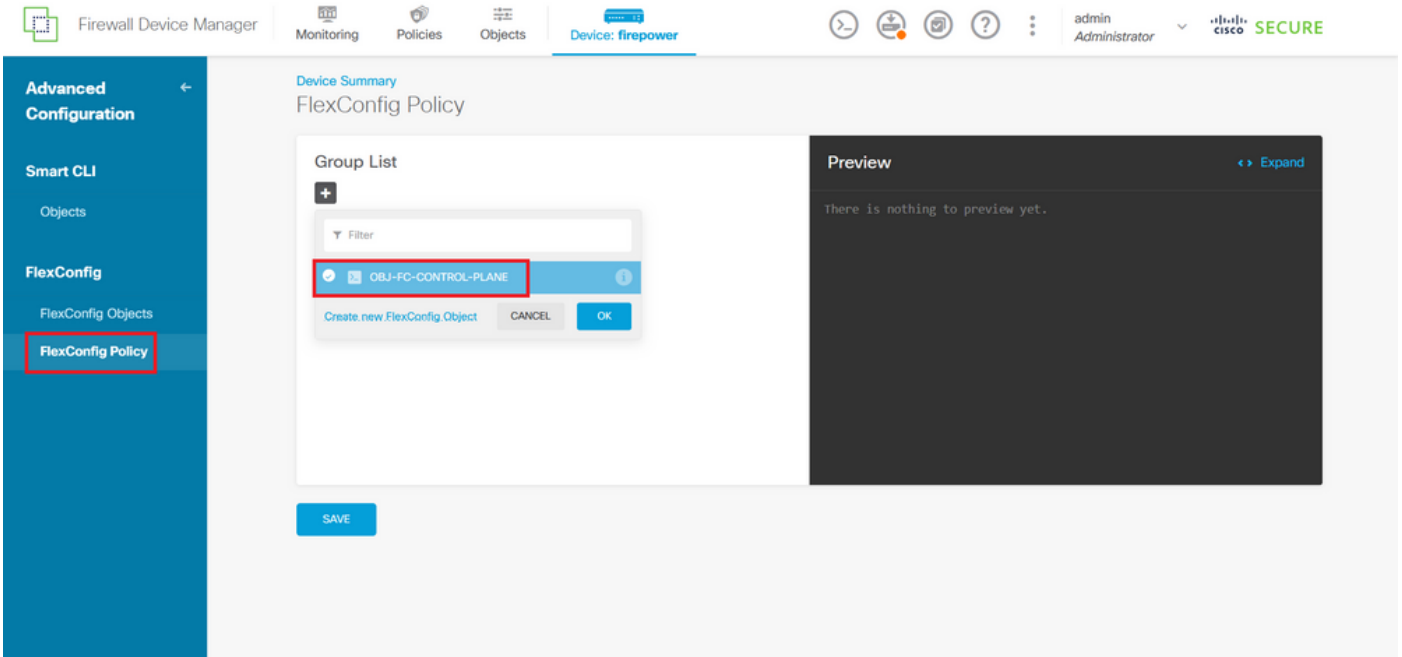 Firewall Device Manager
Monitoring
Policies
Objects
Device: firepower
admin
Administrator
cisco SECURE
Advanced
Configuration
Smart CLI
Objects
FlexConfig
FlexConfig Objects
FlexConfig Policy
Device Summary
FlexConfig Policy
Group List
Filter
OBJ-FC-CONTROL-PLANE
Create new FlexConfig Object
CANCEL
OK
Preview
Expand
There is nothing to preview yet.
SAVE